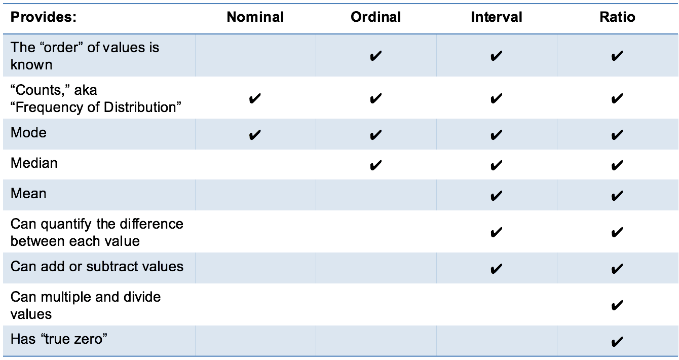 Provides: Nominal Ordinal Interval Ratio
The “order” of values is
known ✔ ✔ ✔
“Counts,” aka
“Frequency of Distribution” ✔ ✔ ✔ ✔
Mode ✔ ✔ ✔ ✔
Median ✔ ✔ ✔
Mean ✔ ✔
Can quantify the difference
between each value ✔ ✔
Can add or subtract values ✔ ✔
Can multiple and divide
values ✔
Has “true zero” ✔